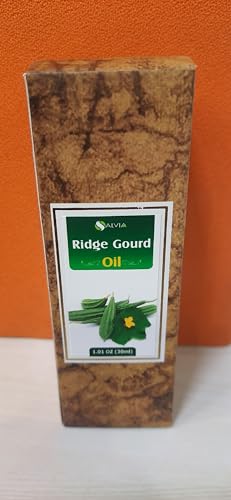 SALVIA
Ridge Gourd
Oil
1.01 OZ (30ml)